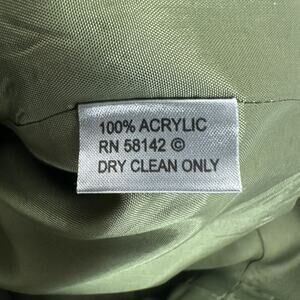 100% ACRYLIC
RN 58142 ©
DRY CLEAN ONLY